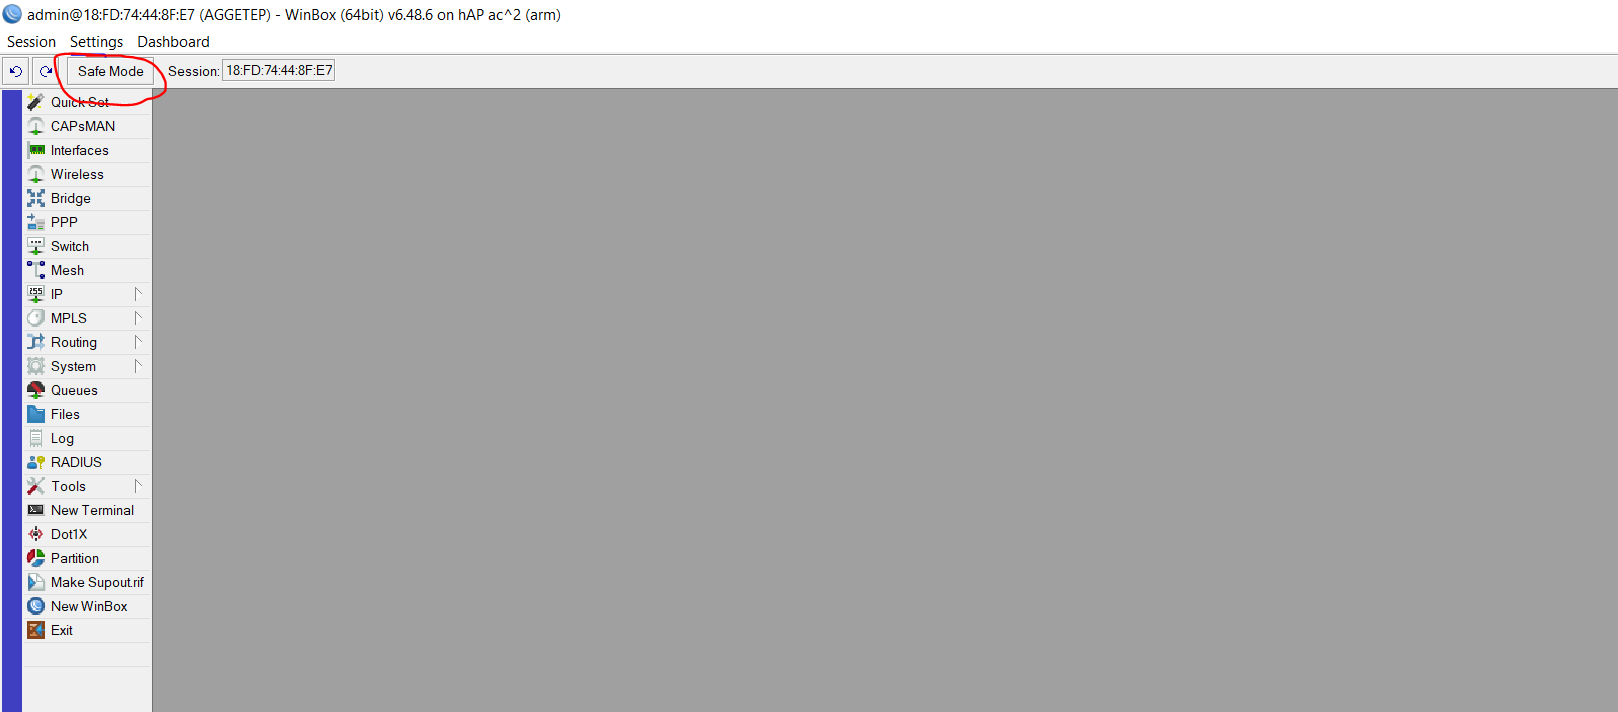 admin@18:FD:74:44:8F:E7 (AGGETEP) - WinBox (64bit) v6.48.6 on hAP ac^2 (arm)
Session Settings Dashboard
Safe Mode Session: 18:FD:74:44:8F:E7
Quick Set
CAPsMAN
Interfaces
Wireless
Bridge
PPP
Switch
Mesh
255 IP
MPLS
Routing
System
Queues
Files
Log
RADIUS
Tools
New Terminal
Dot1X
Partition
Make Supout.rif
New WinBox
Exit